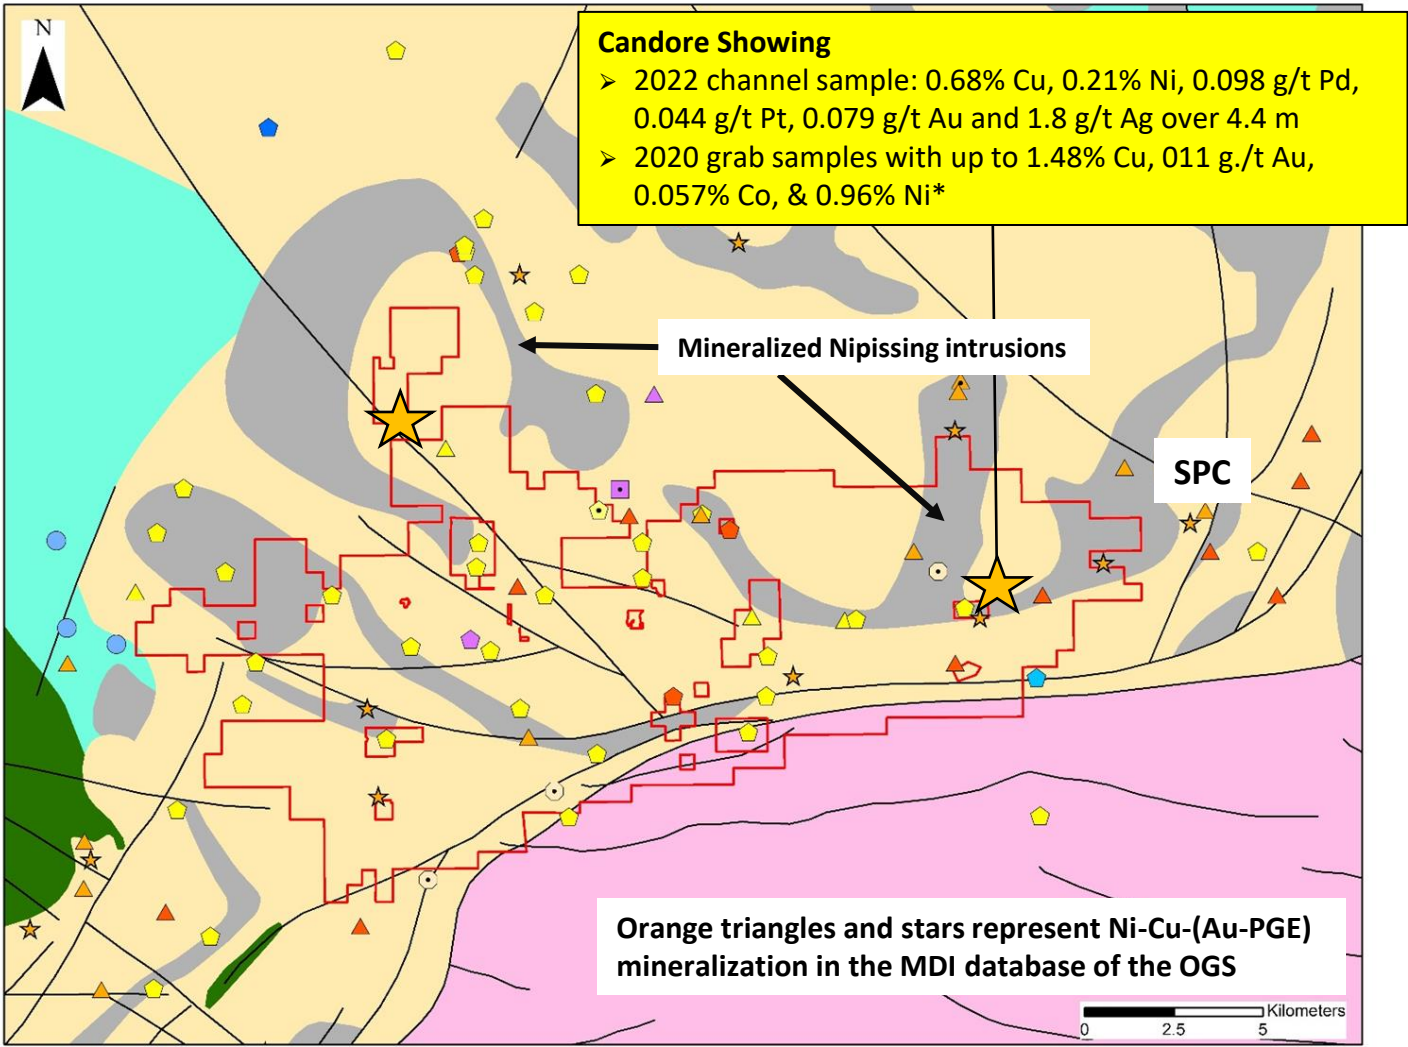 N
Candore Showing
➢ 2022 channel sample: 0.68% Cu, 0.21% Ni, 0.098 g/t Pd,
0.044 g/t Pt, 0.079 g/t Au and 1.8 g/t Ag over 4.4 m
➢ 2020 grab samples with up to 1.48% Cu, 011 g./t Au,
0.057% Co, & 0.96% Ni*
Mineralized Nipissing intrusions
SPC
Orange triangles and stars represent Ni-Cu-(Au-PGE)
mineralization in the MDI database of the OGS
Kilometers
0 2.5 5